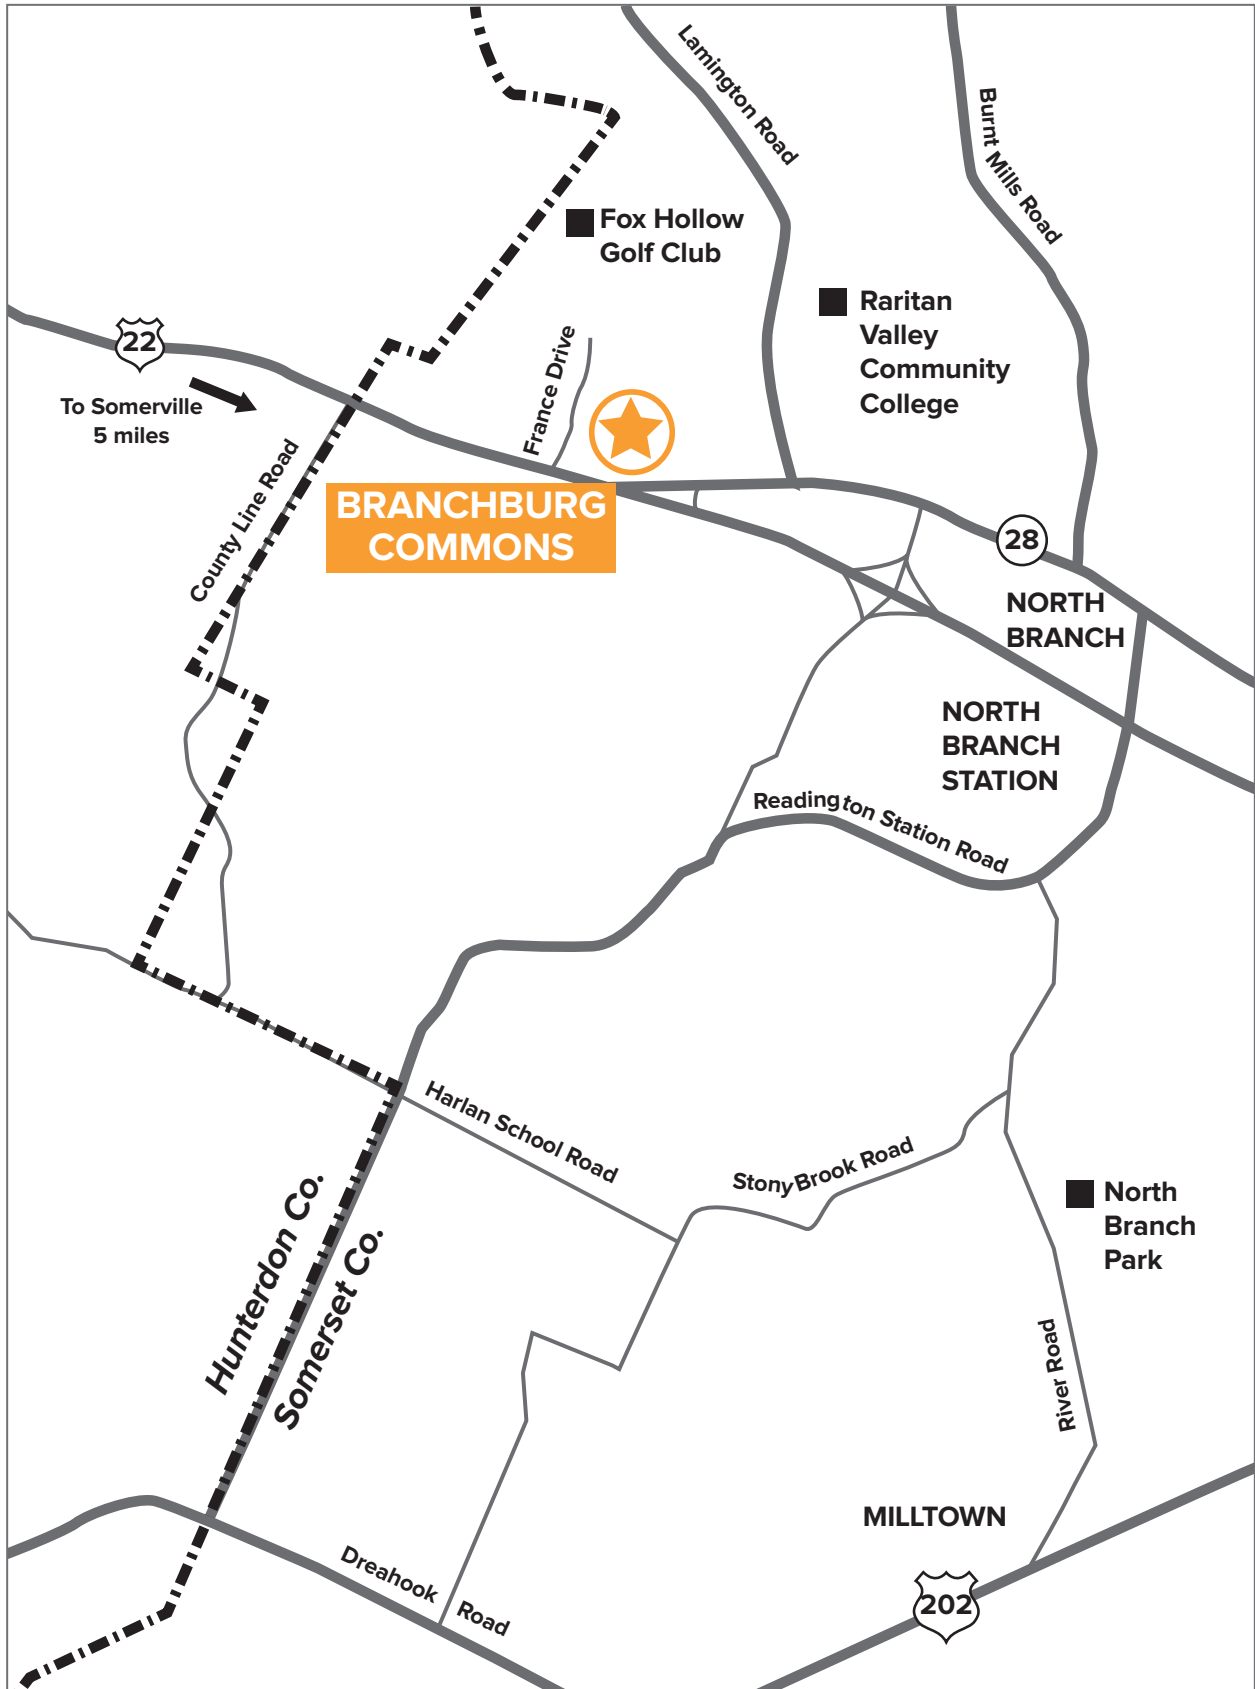 Lamington Road
Burnt Mills Road
Fox Hollow
Golf Club
Raritan
Valley
Community
College
22
To Somerville
5 miles
France Drive
County Line Road
BRANCHBURG
COMMONS
28
NORTH
BRANCH
NORTH
BRANCH
STATION
Readington Station Road
Harlan School Road
Stony Brook Road
North
Branch
Park
Hunterdon Co.
Somerset Co.
River Road
MILLTOWN
Dreahook Road
202